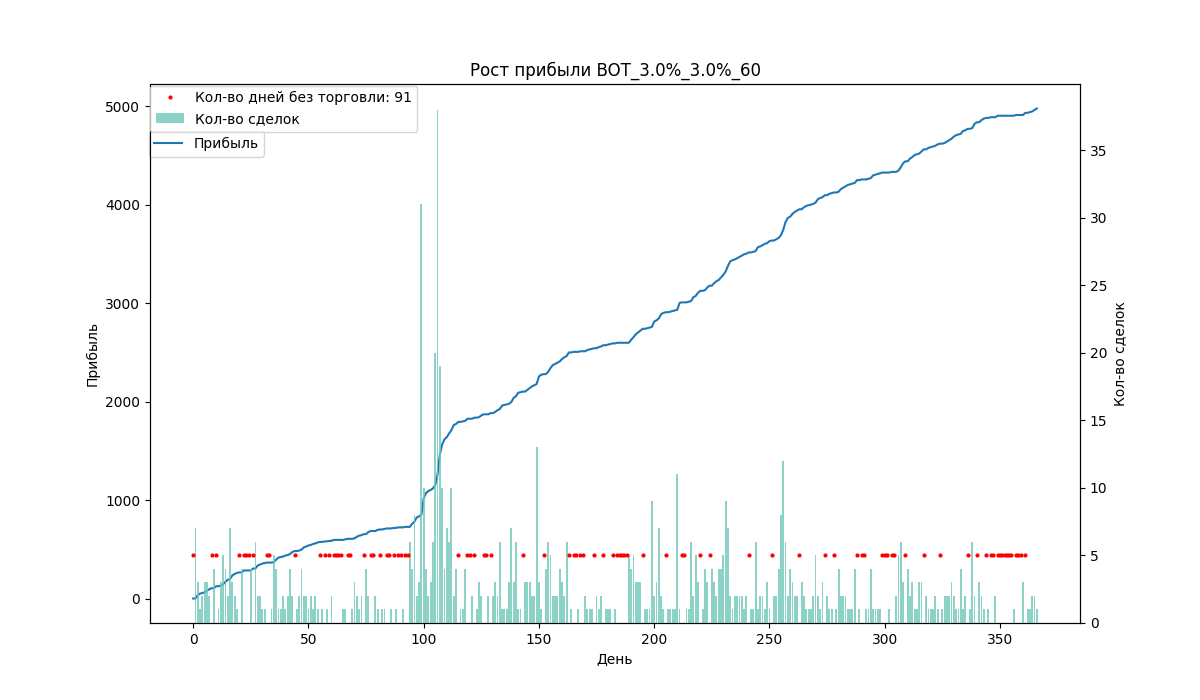 Рост прибыли BOT_3.0%_3.0%_60
Кол-во дней без торговли: 91
Кол-во сделок
Прибыль
5000
4000
3000
2000
1000
0
Прибыль
35
30
25
20
15
10
5
0
Кол-во сделок
0 50 100 150 200 250 300 350
День